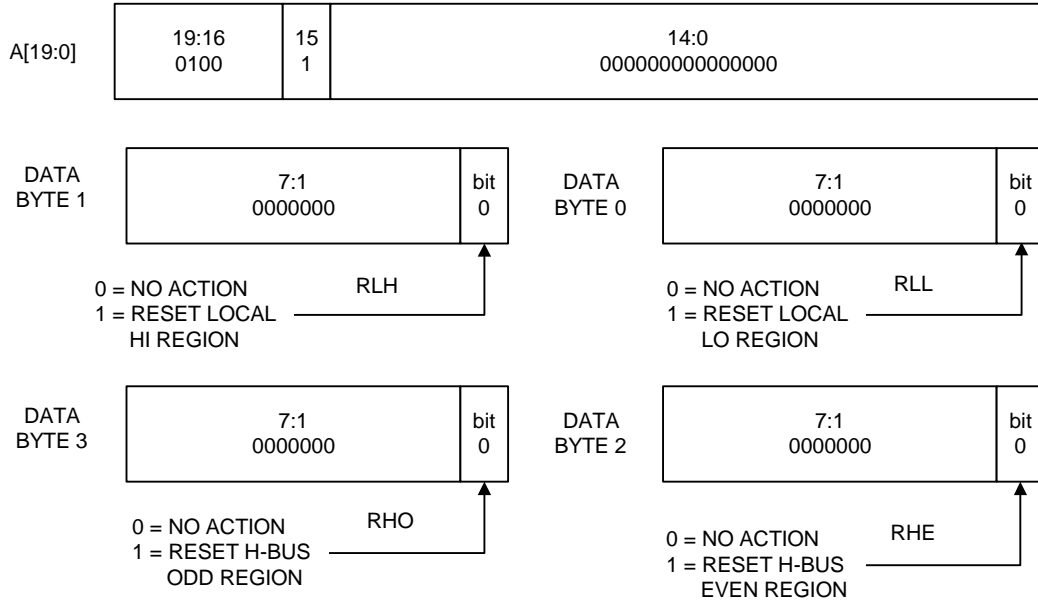 A[19:0]
19:16
0100
15
1
14:0
000000000000000
DATA
BYTE 1
7:1
0000000
bit
0
DATA
BYTE 0
7:1
0000000
bit
0
0 = NO ACTION
1 = RESET LOCAL
HI REGION
RLH
0 = NO ACTION
1 = RESET LOCAL
LO REGION
RLL
DATA
BYTE 3
7:1
0000000
bit
0
DATA
BYTE 2
7:1
0000000
bit
0
0 = NO ACTION
1 = RESET H-BUS
ODD REGION
RHO
0 = NO ACTION
1 = RESET H-BUS
EVEN REGION
RHE